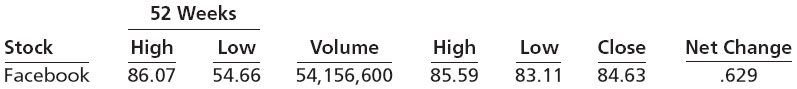 52 Weeks
Stock High Low Volume High Low Close Net Change
Facebook 86.07 54.66 54,156,600 85.59 83.11 84.63 .629